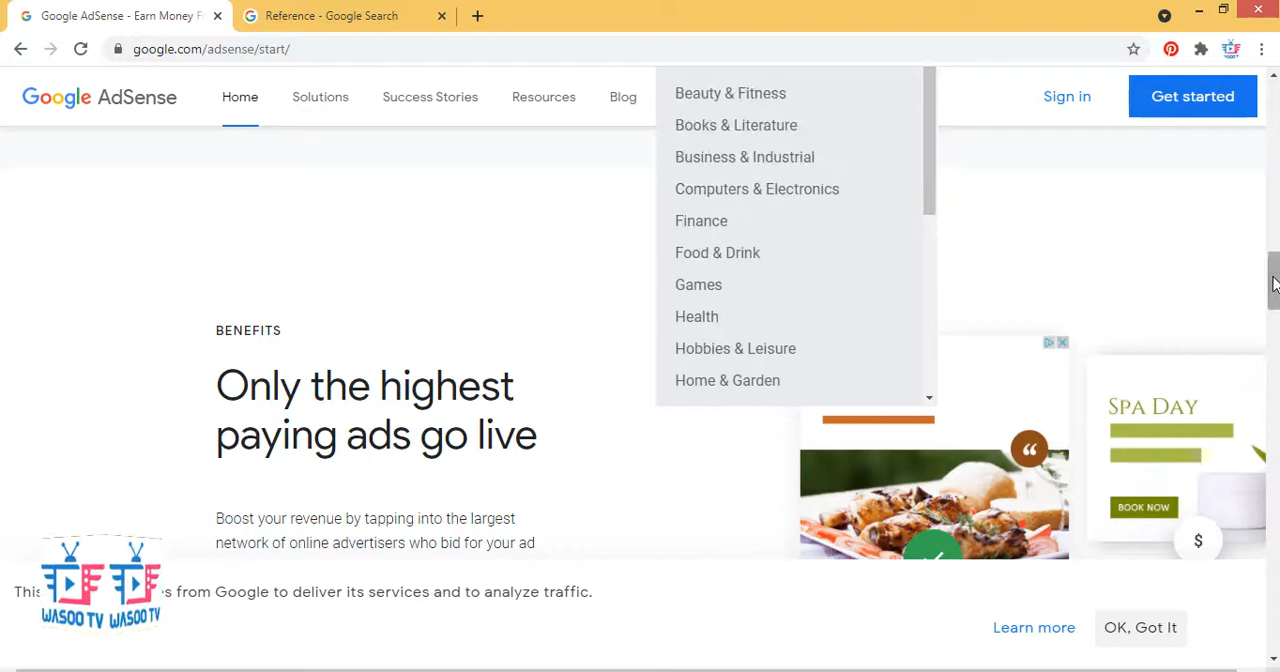 Google AdSense - Earn Money F
Reference - Google Search
google.com/adsense/start/
Google AdSense
Home
Solutions
Success Stories
Resources
Blog
Sign in
Get started
Beauty & Fitness
Books & Literature
Business & Industrial
Computers & Electronics
Finance
Food & Drink
Games
Health
Hobbies & Leisure
Home & Garden
BENEFITS
Only the highest
paying ads go live
Boost your revenue by tapping into the largest
network of online advertisers who bid for your ad
SPA DAY
BOOK NOW
$
from Google to deliver its services and to analyze traffic.
WASOO TV WASOO TV
Learn more
OK, Got It